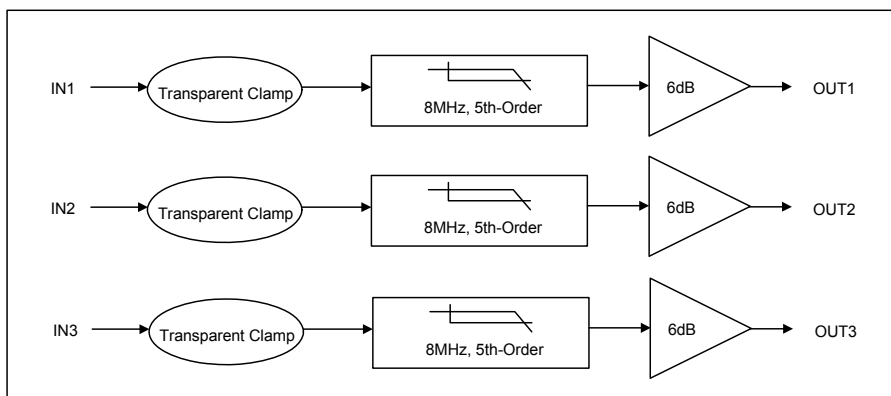 IN1
Transparent Clamp
8MHz, 5th-Order
6dB
OUT1
IN2
Transparent Clamp
8MHz, 5th-Order
6dB
OUT2
IN3
Transparent Clamp
8MHz, 5th-Order
6dB
OUT3